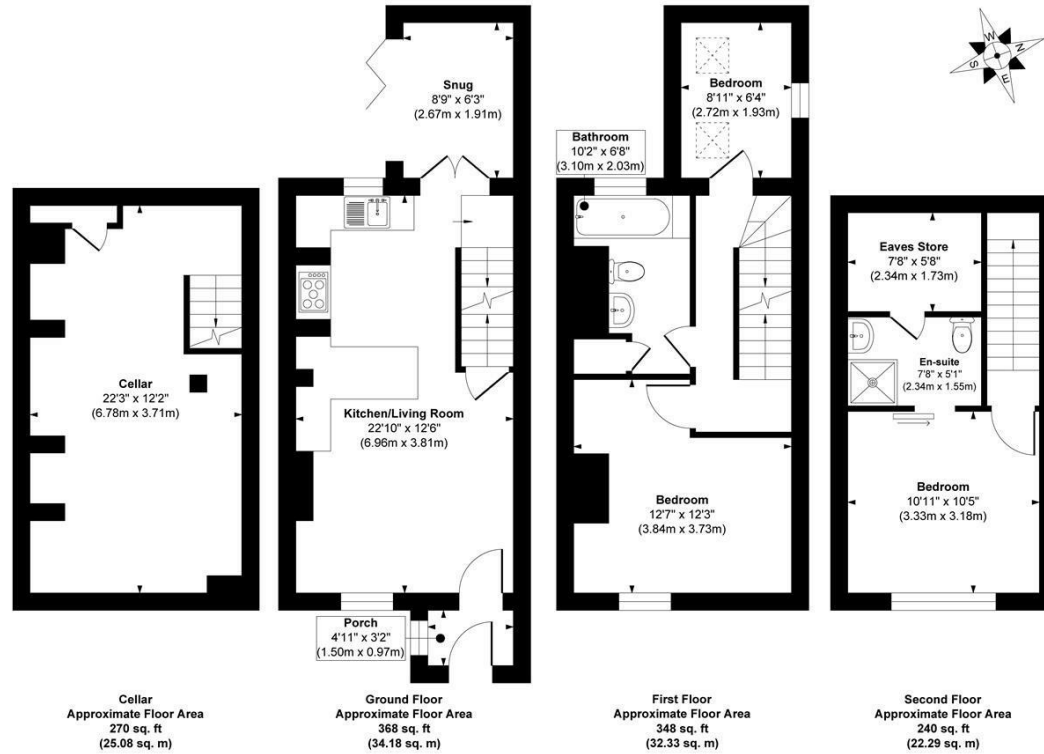 Cellar
22'3" x 12'2"
(6.78m x 3.71m)
Snug
8'9" x 6'3"
(2.67m x 1.91m)
Kitchen/Living Room
22'10" x 12'6"
(6.96m x 3.81m)
Porch
4'11" x 3'2"
(1.50m x 0.97m)
Bathroom
10'2" x 6'8"
(3.10m x 2.03m)
Bedroom
8'11" x 6'4"
(2.72m x 1.93m)
Bedroom
12'7" x 12'3"
(3.84m x 3.73m)
W
N
S
E
Eaves Store
7'8" x 5'8"
(2.34m x 1.73m)
En-suite
7'8" x 5'1"
(2.34m x 1.55m)
Bedroom
10'11" x 10'5"
(3.33m x 3.18m)
Cellar
Approximate Floor Area
270 sq. ft
(25.08 sq. m)
Ground Floor
Approximate Floor Area
368 sq. ft
(34.18 sq. m)
First Floor
Approximate Floor Area
348 sq. ft
(32.33 sq. m)
Second Floor
Approximate Floor Area
240 sq. ft
(22.29 sq. m)